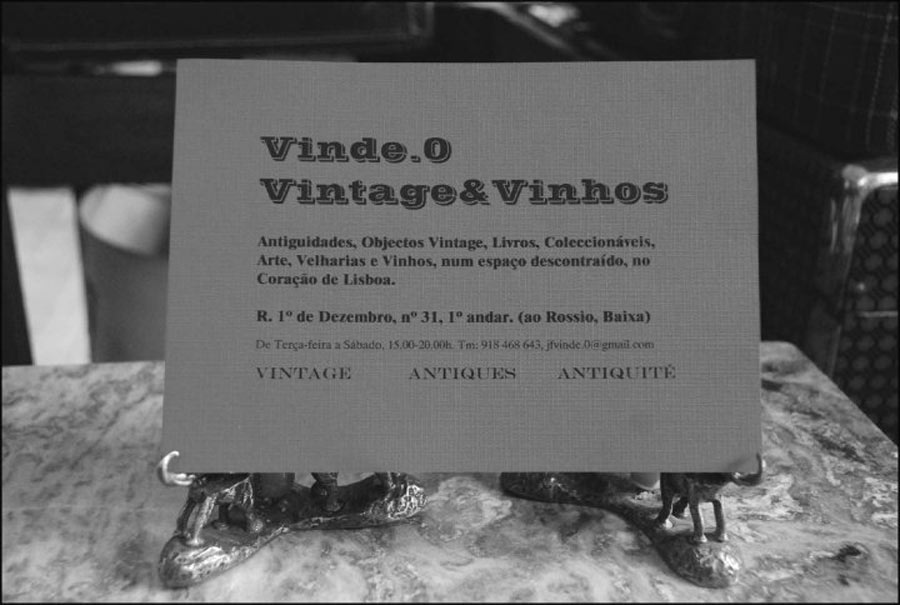 Vinde.0
Vintage&Vinhos
Antiguidades, Objectos Vintage, Livros, Coleccionáveis,
Arte, Velharias e Vinhos, num espaço descontraído, no
Coração de Lisboa.
R. 1º de Dezembro, nº 31, 1º andar. (ao Rossio, Baixa)
De Terça-feira a Sábado, 15.00-20.00h. Tm: 918 468 643, jfvinde.0@gmail.com
VINTAGE ANTIQUES ANTIQUITÉ